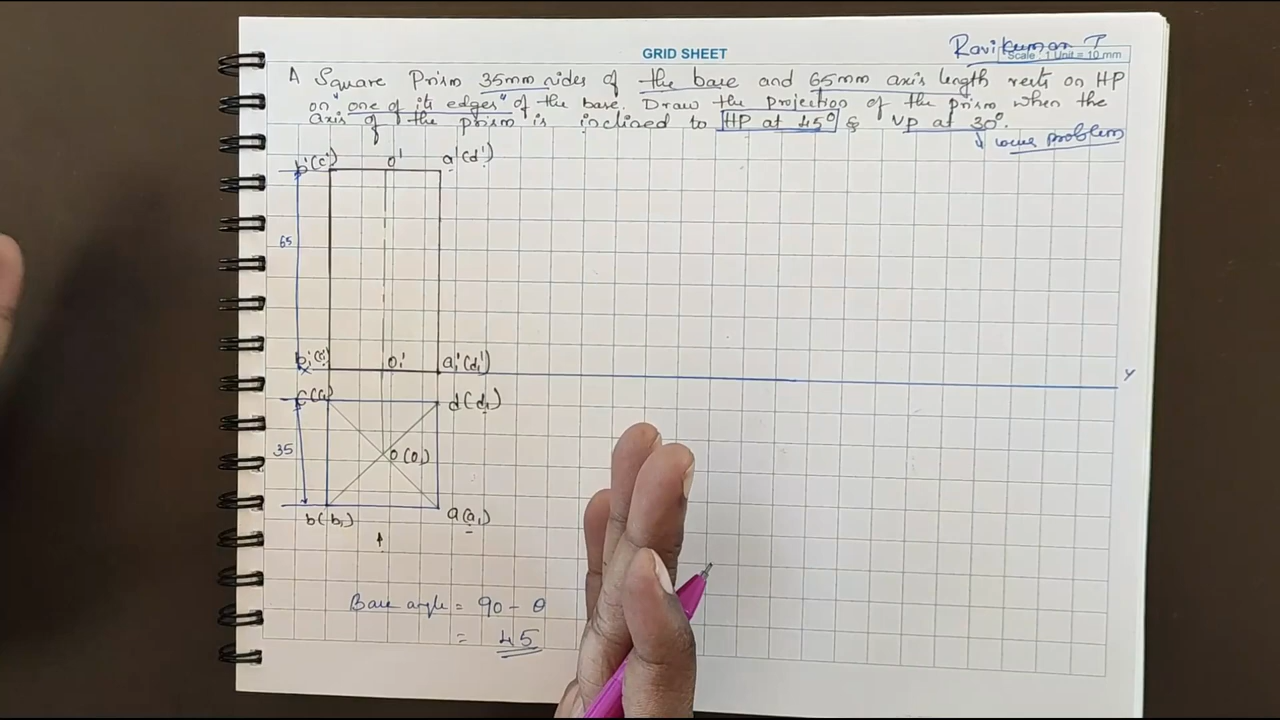 GRID SHEET
Ravikumar T
Scale : 1 Unit = 10 mm
A Square Prism 35mm sides of the base and 65mm axis length rests on HP
on "one of its edges" of the base. Draw the projection of the prism when the
axis of the prism is inclined to HP at 45° & VP at 30°.
locus problem
b'(c') o' a'(d')
65
b₁'(c₁') o₁' a₁'(d₁')
X Y
c(c₁) d(d₁)
35
o(o₁)
b(b₁) a(a₁)
Base angle = 90 - θ
= 45